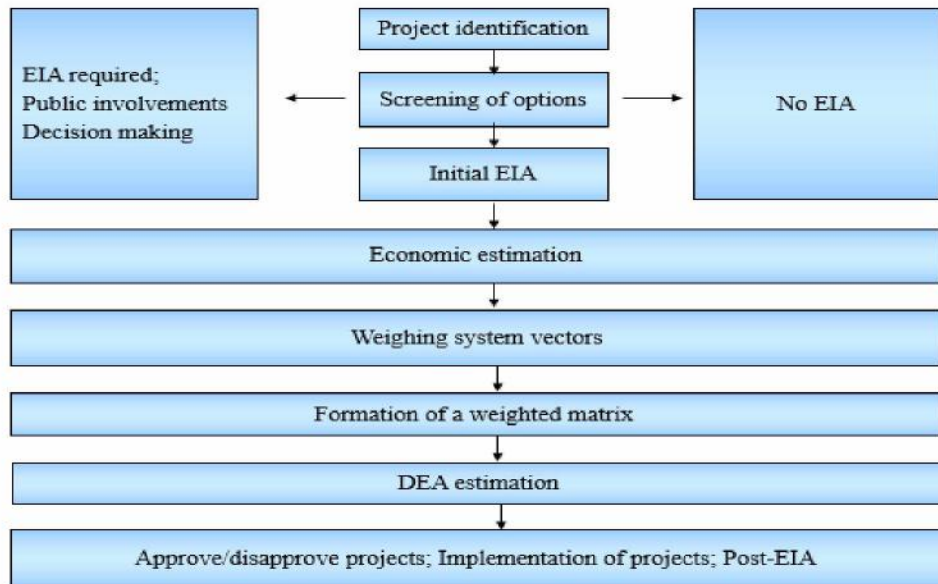 Project identification
EIA required;
Public involvements
Decision making
Screening of options
No EIA
Initial EIA
Economic estimation
Weighing system vectors
Formation of a weighted matrix
DEA estimation
Approve/disapprove projects; Implementation of projects; Post-EIA